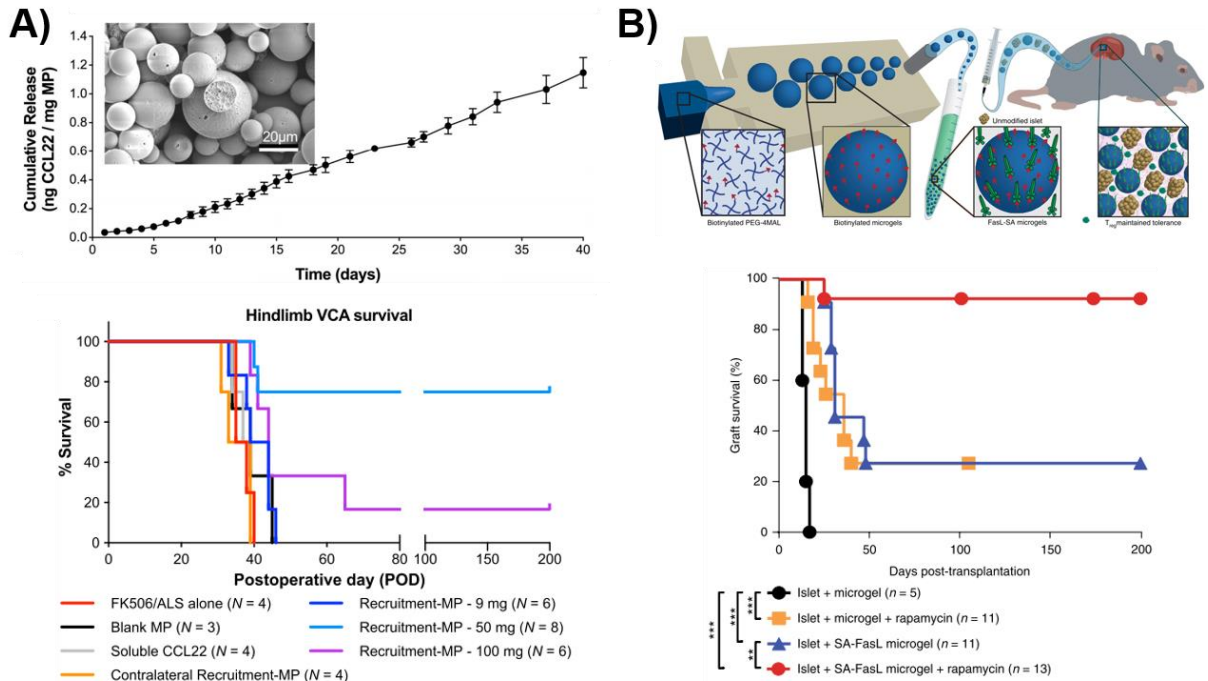 A)
Cumulative Release
(ng CCL22 / mg MP)
1.4
1.2
1.0
0.8
0.6
0.4
0.2
0.0
20µm
0 5 10 15 20 25 30 35 40
Time (days)
Hindlimb VCA survival
% Survival
100
80
60
40
20
0
0 20 40 60 80 100 150 200
Postoperative day (POD)
FK506/ALS alone (N = 4)
Blank MP (N = 3)
Soluble CCL22 (N = 4)
Contralateral Recruitment-MP (N = 4)
Recruitment-MP - 9 mg (N = 6)
Recruitment-MP - 50 mg (N = 8)
Recruitment-MP - 100 mg (N = 6)
B)
Unmodified islet
Biotinylated PEG-4MAL
Biotinylated microgels
FasL-SA microgels
Treg maintained tolerance
Graft survival (%)
100
80
60
40
20
0
0 50 100 150 200
Days post-transplantation
Islet + microgel (n = 5)
Islet + microgel + rapamycin (n = 11)
Islet + SA-FasL microgel (n = 11)
Islet + SA-FasL microgel + rapamycin (n = 13)
***
***
***
**